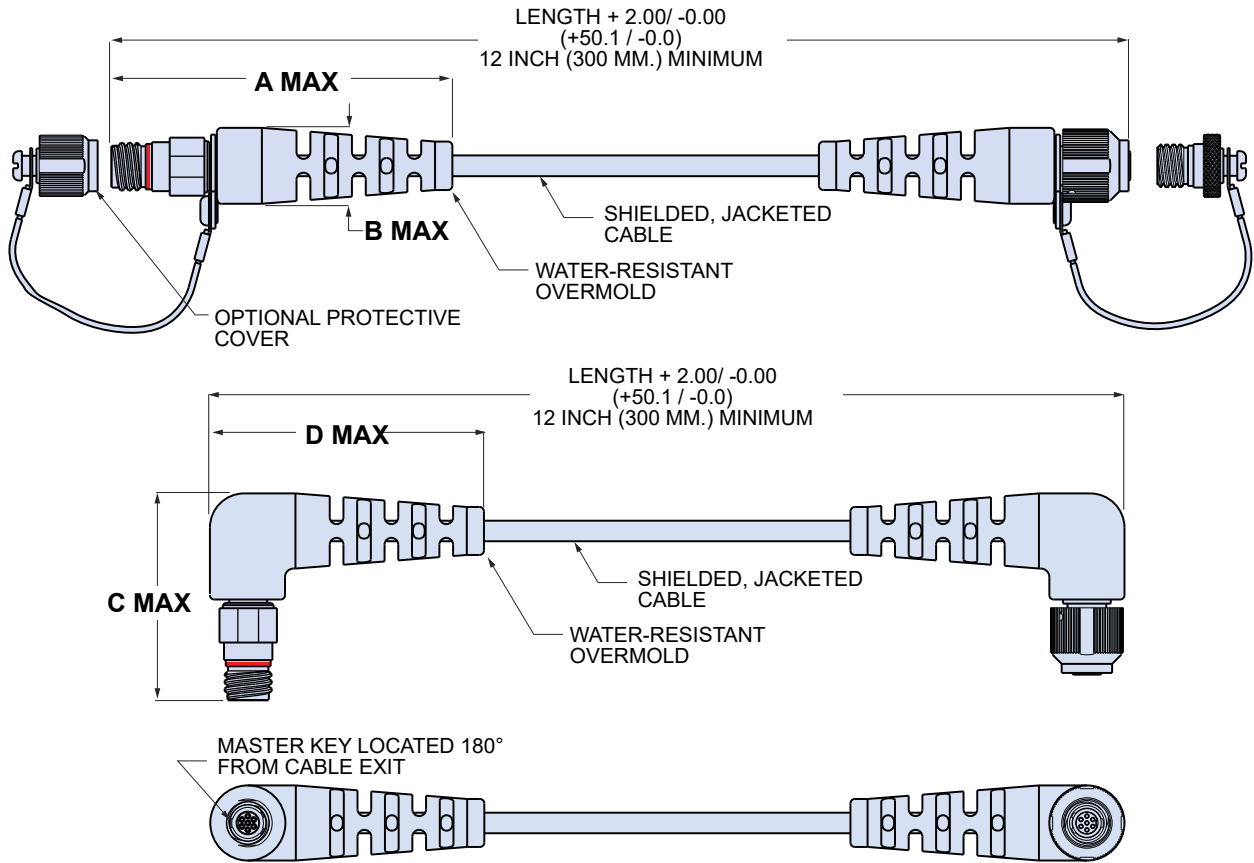 LENGTH + 2.00/ -0.00
(+50.1 / -0.0)
12 INCH (300 MM.) MINIMUM
A MAX
B MAX
SHIELDED, JACKETED
CABLE
WATER-RESISTANT
OVERMOLD
OPTIONAL PROTECTIVE
COVER
LENGTH + 2.00/ -0.00
(+50.1 / -0.0)
12 INCH (300 MM.) MINIMUM
D MAX
C MAX
SHIELDED, JACKETED
CABLE
WATER-RESISTANT
OVERMOLD
MASTER KEY LOCATED 180°
FROM CABLE EXIT